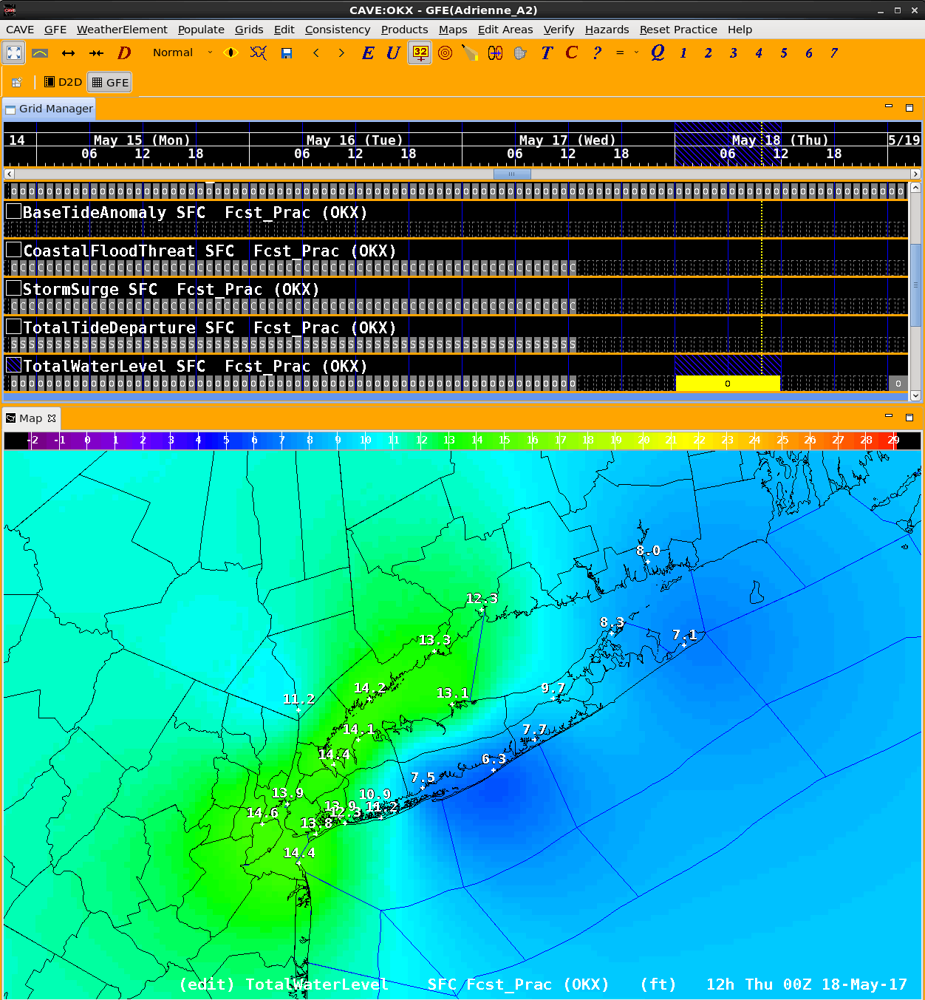 CAVE:OKX - GFE(Adrienne_A2)
CAVE GFE WeatherElement Populate Grids Edit Consistency Products Maps Edit Areas Verify Hazards Reset Practice Help
D Normal E U 32 T C ? = Q 1 2 3 4 5 6 7
D2D GFE
Grid Manager
14 May 15 (Mon) May 16 (Tue) May 17 (Wed) May 18 (Thu) 5/19
06 12 18 06 12 18 06 12 18 06 12 18
BaseTideAnomaly SFC Fcst_Prac (OKX)
CoastalFloodThreat SFC Fcst_Prac (OKX)
StormSurge SFC Fcst_Prac (OKX)
TotalTideDeparture SFC Fcst_Prac (OKX)
TotalWaterLevel SFC Fcst_Prac (OKX)
Map
-2 -1 0 1 2 3 4 5 6 7 8 9 10 11 12 13 14 15 16 17 18 19 20 21 22 23 24 25 26 27 28 29
8.0
12.3
8.3
7.1
13.3
14.2
13.1
9.7
11.2
14.1
7.7
14.4
6.3
7.5
13.9
10.9
13.9
11.2
14.6
12.3
13.8
14.4
(edit) TotalWaterLevel SFC Fcst_Prac (OKX) (ft) 12h Thu 00Z 18-May-17